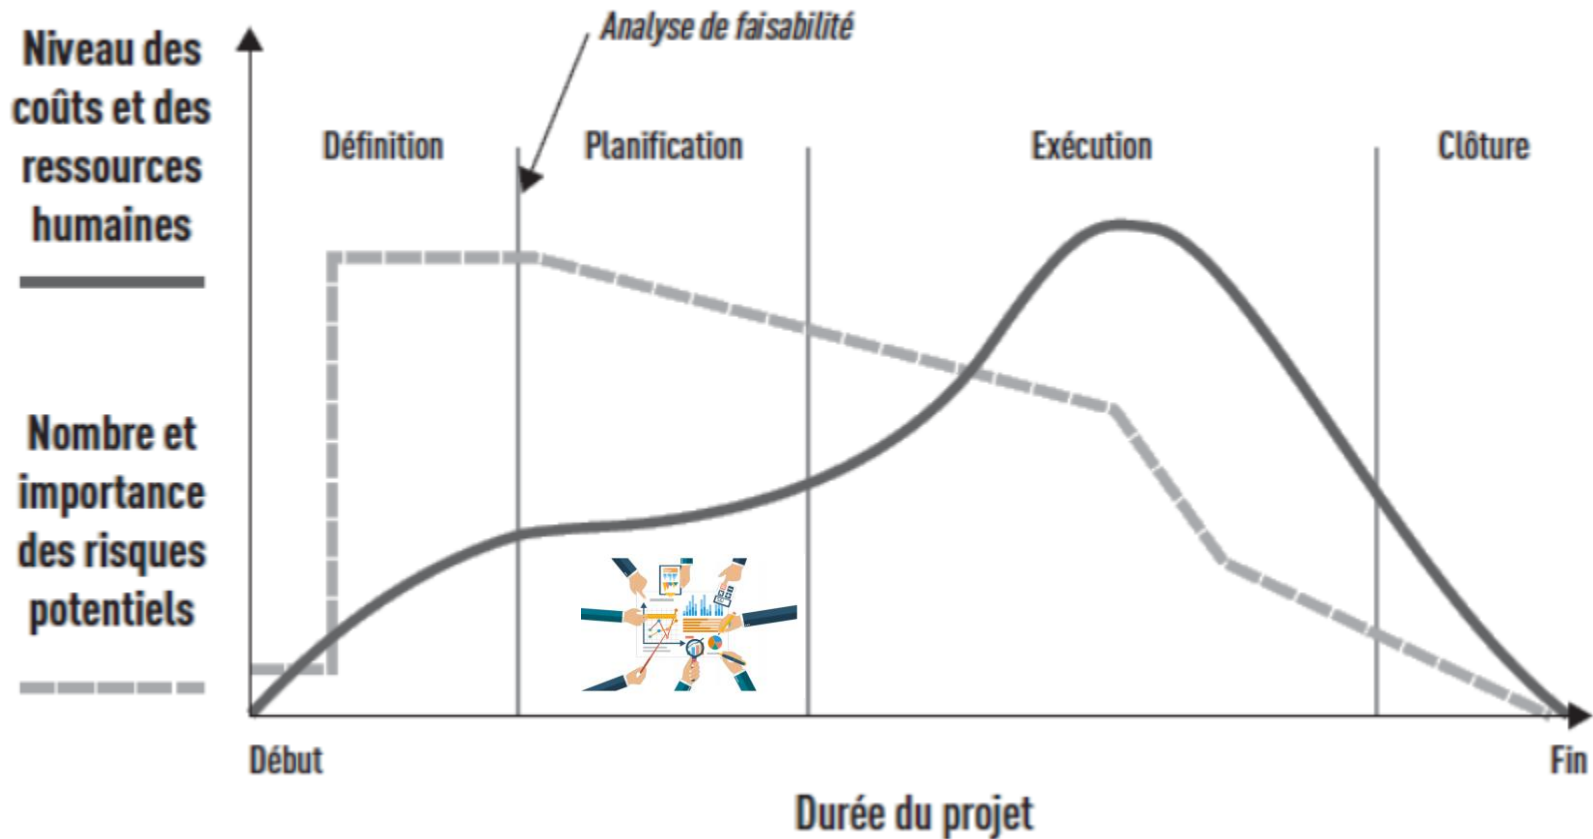 Analyse de faisabilité
Niveau des
coûts et des
ressources
humaines
Définition
Planification
Exécution
Clôture
Nombre et
importance
des risques
potentiels
Début
Fin
Durée du projet